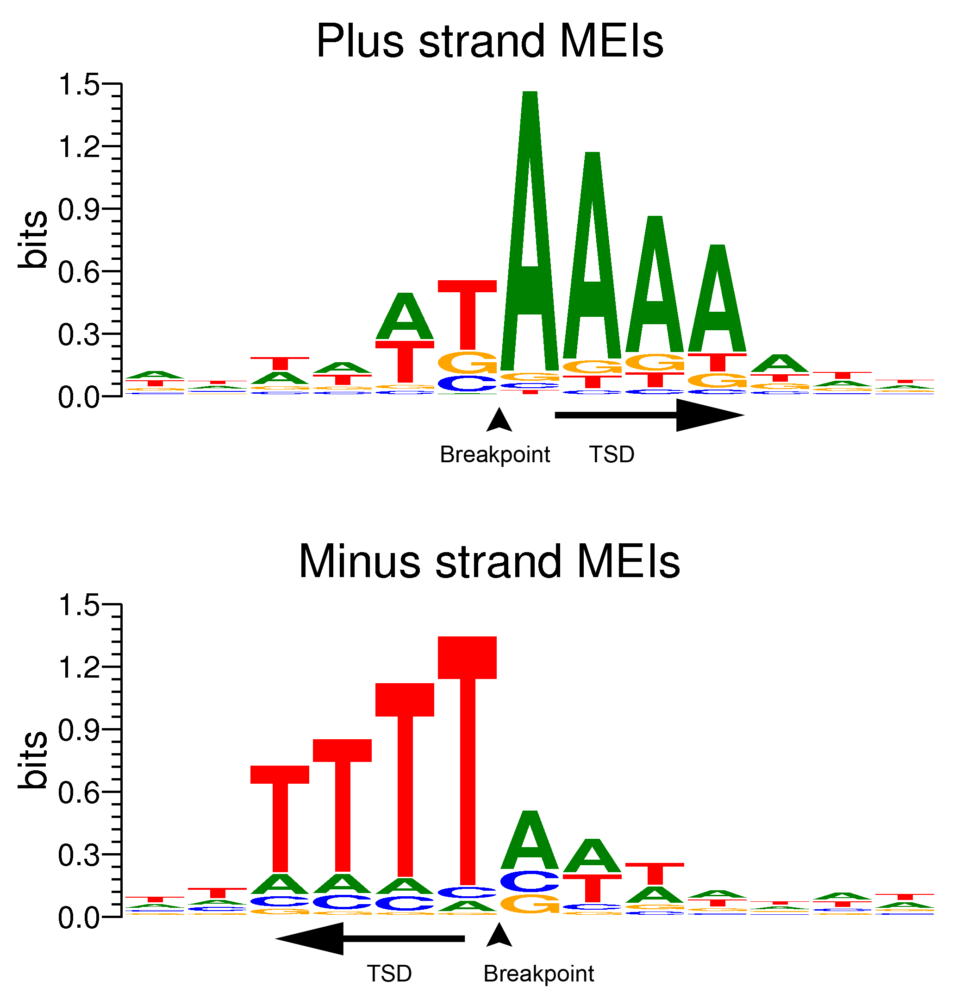 Plus strand MEIs
1.5
1.2
0.9
0.6
0.3
0.0
bits
A T G C
T A C G
T A G C
A T G C
A T G C
T G C A
A G C T
A G T C
A G T C
A T G C
A T G C
T A G C
T A G C
Breakpoint TSD
Minus strand MEIs
1.5
1.2
0.9
0.6
0.3
0.0
bits
T A C G
T A C G
T A C G
T A C G
T A C G
T C A G
A C G
A T C G
T A G C
A T G C
T A G C
A T C G
T A G C
TSD Breakpoint